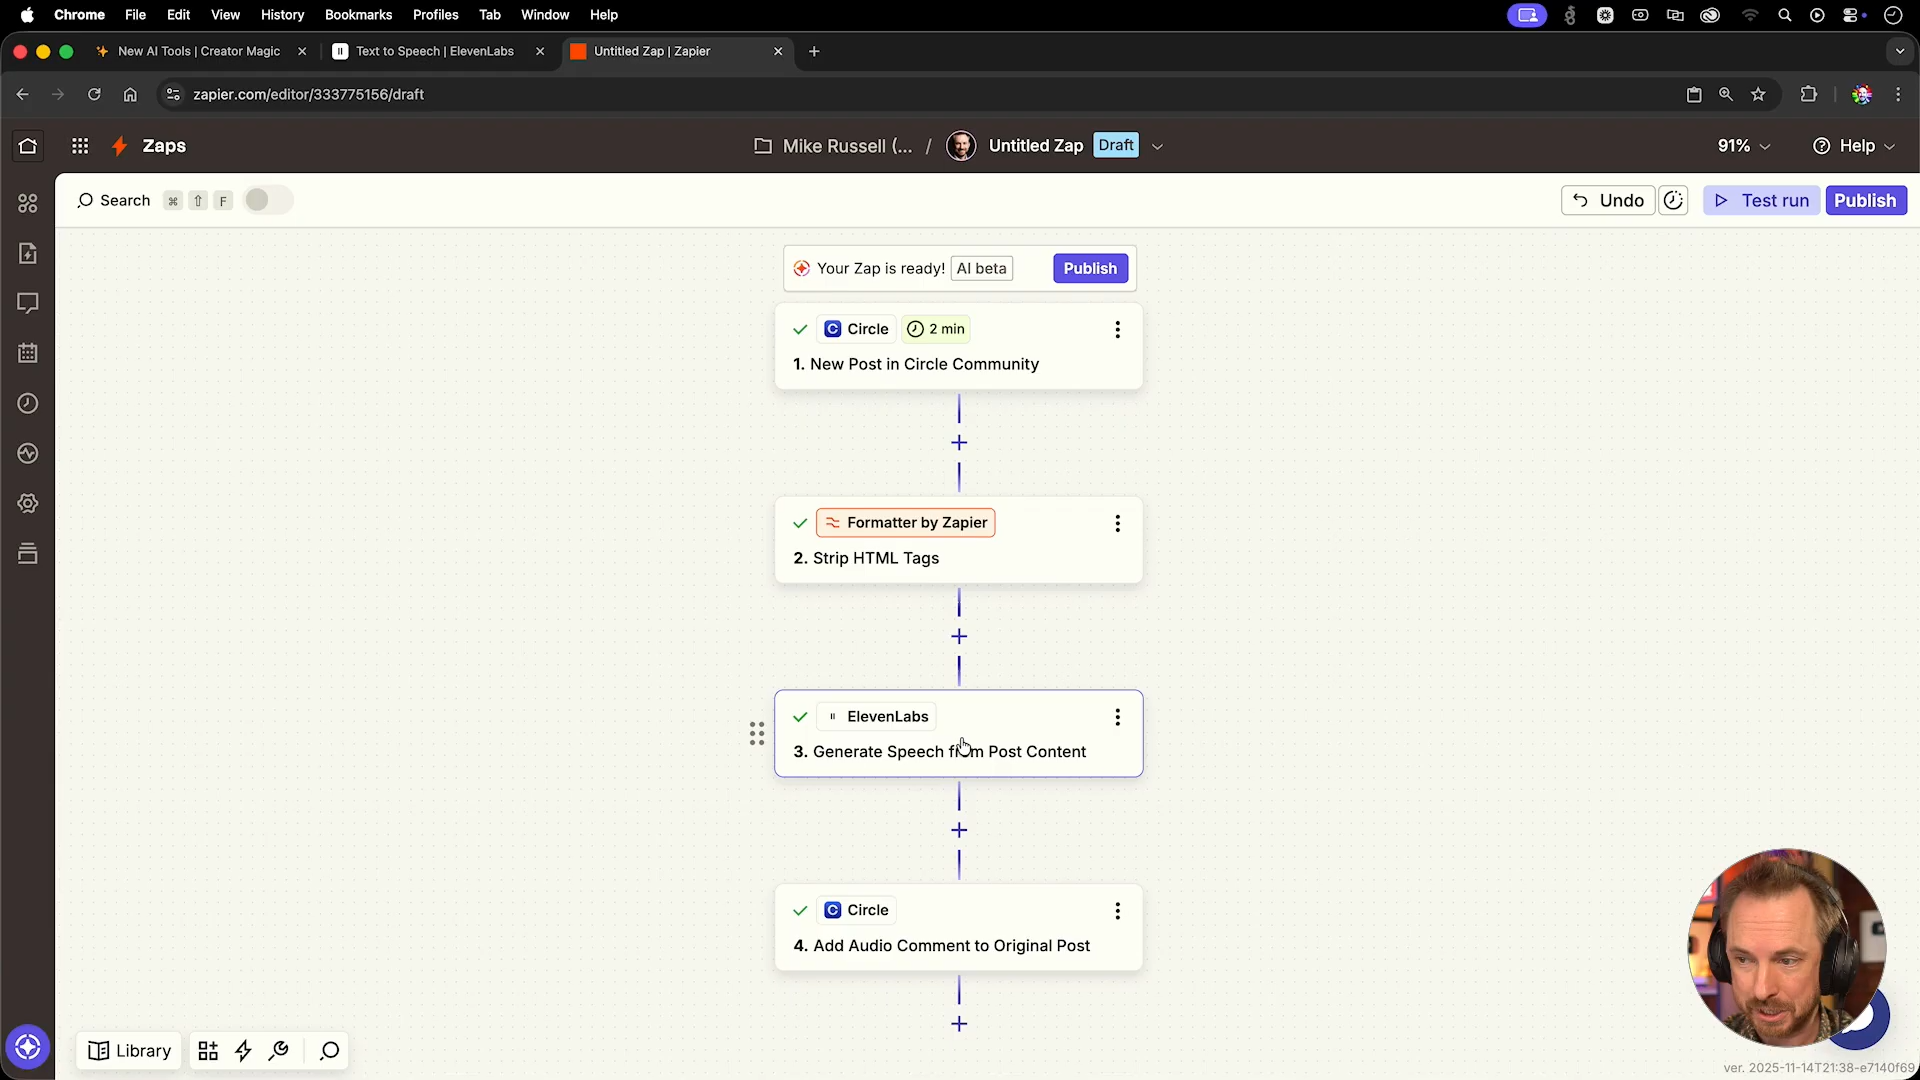 Chrome File Edit View History Bookmarks Profiles Tab Window Help
New AI Tools | Creator Magic
Text to Speech | ElevenLabs
Untitled Zap | Zapier
zapier.com/editor/333775156/draft
Zaps
Mike Russell (... / Untitled Zap Draft
91%
Help
Search ⌘ ⇧ F
Undo
Test run
Publish
Your Zap is ready! AI beta Publish
Circle 2 min
1. New Post in Circle Community
Formatter by Zapier
2. Strip HTML Tags
ElevenLabs
3. Generate Speech from Post Content
Circle
4. Add Audio Comment to Original Post
Library
ver. 2025-11-14T21:38-e7140f69